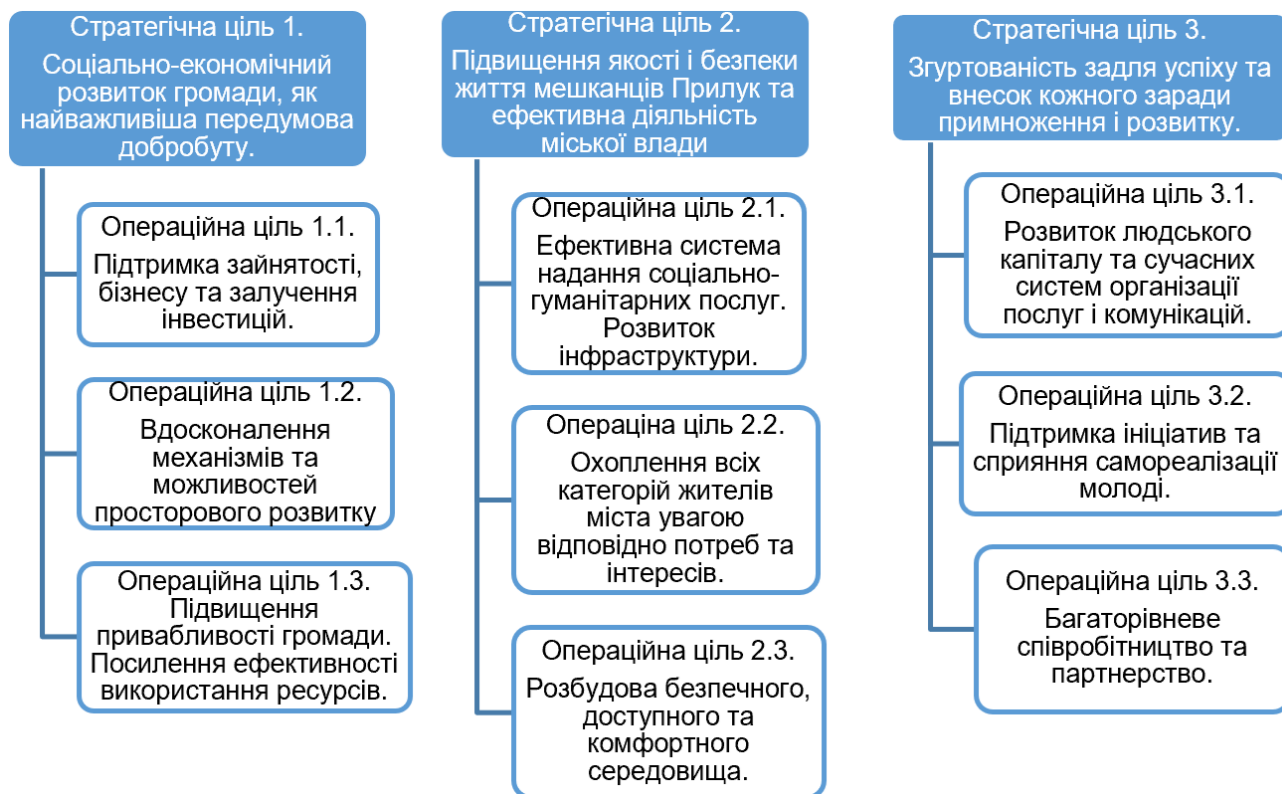 Стратегічна ціль 1.
Соціально-економічний
розвиток громади, як
найважливіша передумова
добробуту.
Операційна ціль 1.1.
Підтримка зайнятості,
бізнесу та залучення
інвестицій.
Операційна ціль 1.2.
Вдосконалення
механізмів та
можливостей
просторового розвитку
Операційна ціль 1.3.
Підвищення
привабливості громади.
Посилення ефективності
використання ресурсів.
Стратегічна ціль 2.
Підвищення якості і безпеки
життя мешканців Прилук та
ефективна діяльність
міської влади
Операційна ціль 2.1.
Ефективна система
надання соціально-
гуманітарних послуг.
Розвиток
інфраструктури.
Операціна ціль 2.2.
Охоплення всіх
категорій жителів
міста увагою
відповідно потреб та
інтересів.
Операційна ціль 2.3.
Розбудова безпечного,
доступного та
комфортного
середовища.
Стратегічна ціль 3.
Згуртованість задля успіху та
внесок кожного заради
примноження і розвитку.
Операційна ціль 3.1.
Розвиток людського
капіталу та сучасних
систем організації
послуг і комунікацій.
Операційна ціль 3.2.
Підтримка ініціатив та
сприяння самореалізації
молоді.
Операційна ціль 3.3.
Багаторівневе
співробітництво та
партнерство.